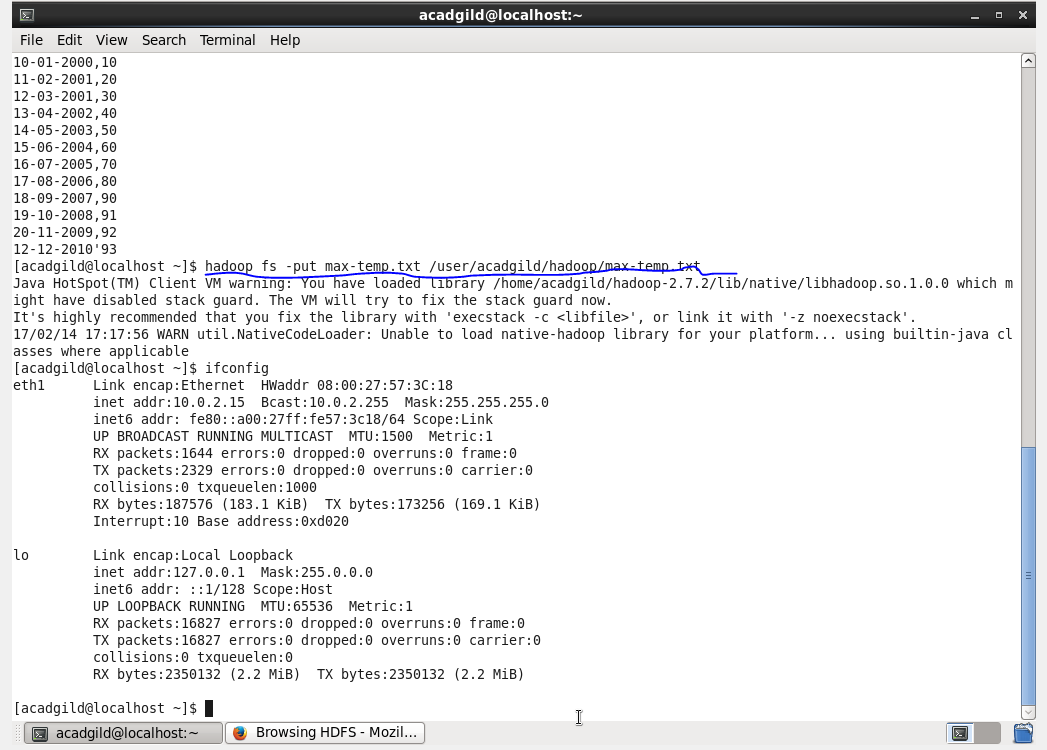 acadgild@localhost:~
File Edit View Search Terminal Help
10-01-2000,10
11-02-2001,20
12-03-2001,30
13-04-2002,40
14-05-2003,50
15-06-2004,60
16-07-2005,70
17-08-2006,80
18-09-2007,90
19-10-2008,91
20-11-2009,92
12-12-2010'93
[acadgild@localhost ~]$ hadoop fs -put max-temp.txt /user/acadgild/hadoop/max-temp.txt
Java HotSpot(TM) Client VM warning: You have loaded library /home/acadgild/hadoop-2.7.2/lib/native/libhadoop.so.1.0.0 which m
ight have disabled stack guard. The VM will try to fix the stack guard now.
It's highly recommended that you fix the library with 'execstack -c <libfile>', or link it with '-z noexecstack'.
17/02/14 17:17:56 WARN util.NativeCodeLoader: Unable to load native-hadoop library for your platform... using builtin-java cl
asses where applicable
[acadgild@localhost ~]$ ifconfig
eth1      Link encap:Ethernet  HWaddr 08:00:27:57:3C:18
          inet addr:10.0.2.15  Bcast:10.0.2.255  Mask:255.255.255.0
          inet6 addr: fe80::a00:27ff:fe57:3c18/64 Scope:Link
          UP BROADCAST RUNNING MULTICAST  MTU:1500  Metric:1
          RX packets:1644 errors:0 dropped:0 overruns:0 frame:0
          TX packets:2329 errors:0 dropped:0 overruns:0 carrier:0
          collisions:0 txqueuelen:1000
          RX bytes:187576 (183.1 KiB)  TX bytes:173256 (169.1 KiB)
          Interrupt:10 Base address:0xd020
lo        Link encap:Local Loopback
          inet addr:127.0.0.1  Mask:255.0.0.0
          inet6 addr: ::1/128 Scope:Host
          UP LOOPBACK RUNNING  MTU:65536  Metric:1
          RX packets:16827 errors:0 dropped:0 overruns:0 frame:0
          TX packets:16827 errors:0 dropped:0 overruns:0 carrier:0
          collisions:0 txqueuelen:0
          RX bytes:2350132 (2.2 MiB)  TX bytes:2350132 (2.2 MiB)
[acadgild@localhost ~]$
acadgild@localhost:~ Browsing HDFS - Mozil...